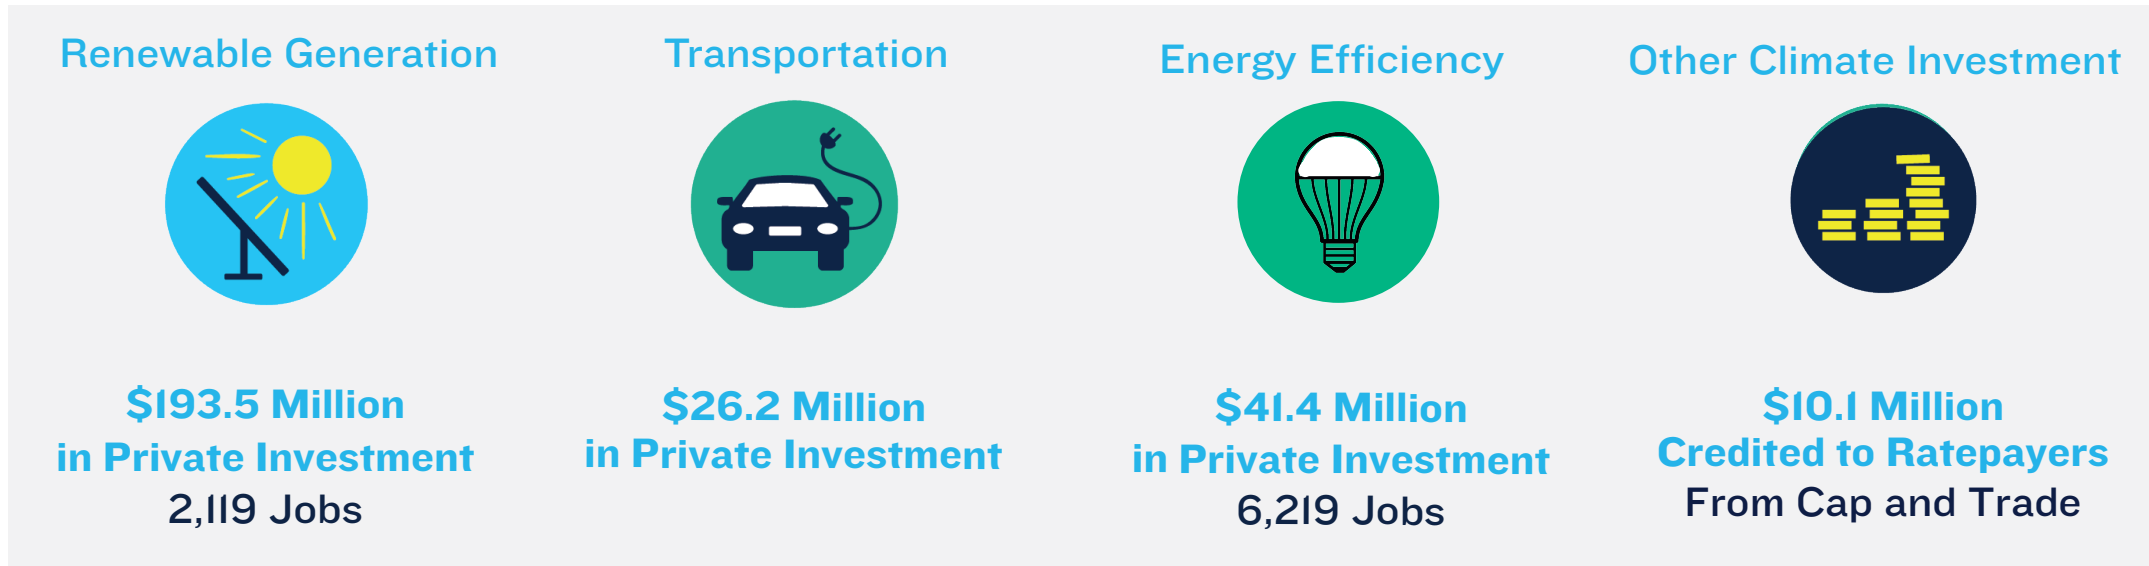 Renewable Generation
Transportation
Energy Efficiency
Other Climate Investment
$193.5 Million
in Private Investment
2,119 Jobs
$26.2 Million
in Private Investment
$41.4 Million
in Private Investment
6,219 Jobs
$10.1 Million
Credited to Ratepayers
From Cap and Trade